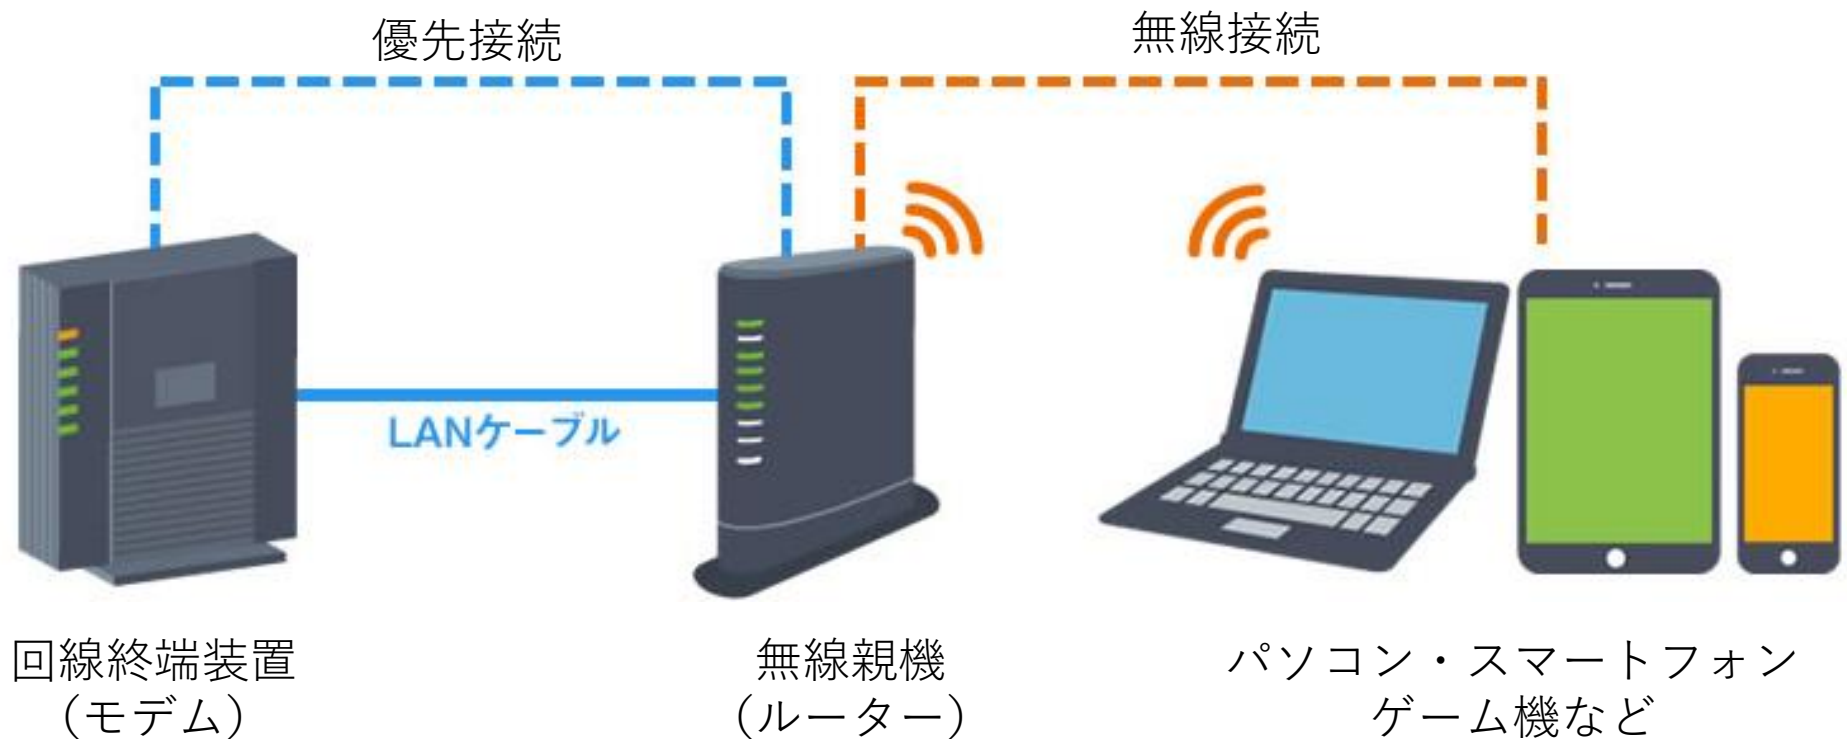 優先接続
無線接続
LANケーブル
回線終端装置
（モデム）
無線親機
（ルーター）
パソコン・スマートフォン
ゲーム機など